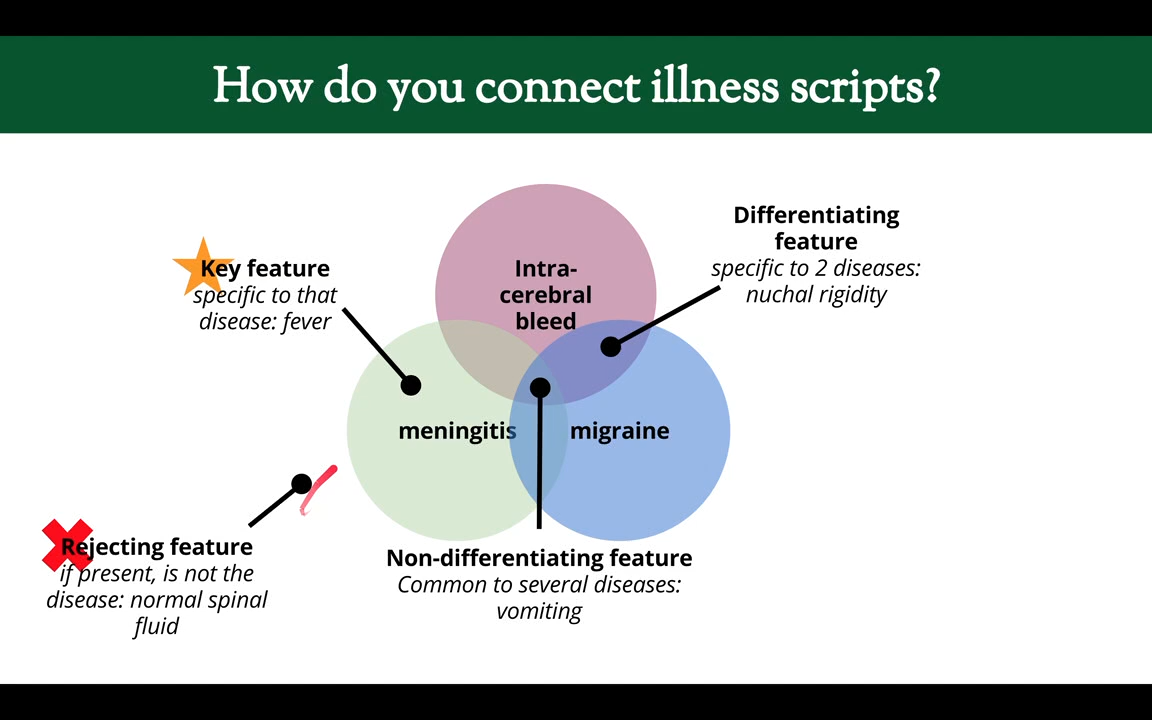 How do you connect illness scripts?
Differentiating
feature
specific to 2 diseases:
nuchal rigidity
Key feature
specific to that
disease: fever
Intra-
cerebral
bleed
meningitis
migraine
Rejecting feature
if present, is not the
disease: normal spinal
fluid
Non-differentiating feature
Common to several diseases:
vomiting